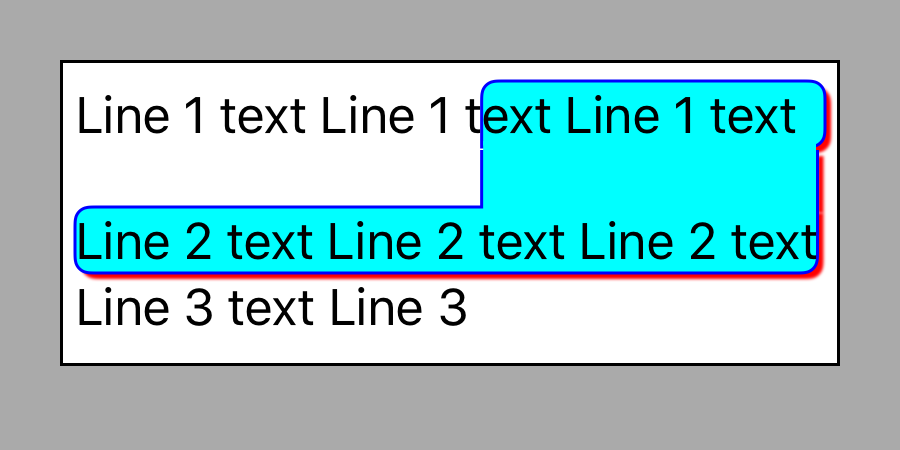 Line 1 text Line 1 text Line 1 text
Line 2 text Line 2 text Line 2 text
Line 3 text Line 3